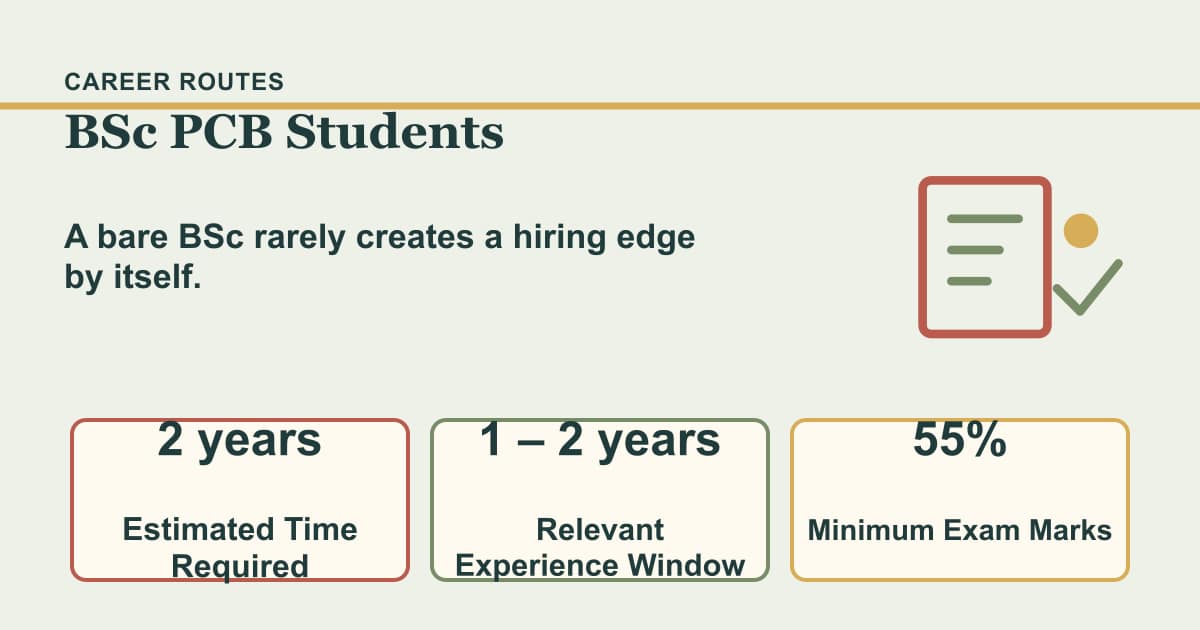 CAREER ROUTES
BSc PCB Students
A bare BSc rarely creates a hiring edge
by itself.
2 years
Estimated Time
Required
1 – 2 years
Relevant
Experience Window
55%
Minimum Exam Marks